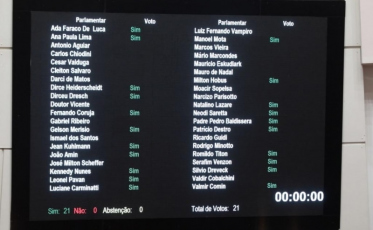 Parlamentar Voto Parlamentar Voto
Ada Faraco De Luca Sim Luiz Fernando Vampiro
Ana Paula Lima Sim Manoel Mota Sim
Antonio Aguiar Marcos Vieira
Carlos Chiodini Mário Marcondes
Cesar Valduga Mauricio Eskudlark
Cleiton Salvaro Mauro de Nadal
Darci de Matos Milton Hobus Sim
Dirce Heiderscheidt Sim Moacir Sopelsa
Dirceu Dresch Sim Narcizo Parisotto
Doutor Vicente Natalino Lazare Sim
Fernando Coruja Sim Neodi Saretta Sim
Gabriel Ribeiro Padre Pedro Baldissera Sim
Gelson Merisio Sim Patrício Destro Sim
Ismael dos Santos Ricardo Guidi
Jean Kuhlmann Sim Rodrigo Minotto
João Amin Sim Romildo Titon Sim
José Milton Scheffer Serafim Venzon Sim
Kennedy Nunes Sim Silvio Dreveck Sim
Leonel Pavan Sim Valdir Cobalchini
Luciane Carminatti Sim Valmir Comin Sim
00:00:00
Sim: 21 Não: 0 Abstenção: 0 Total de Votos: 21